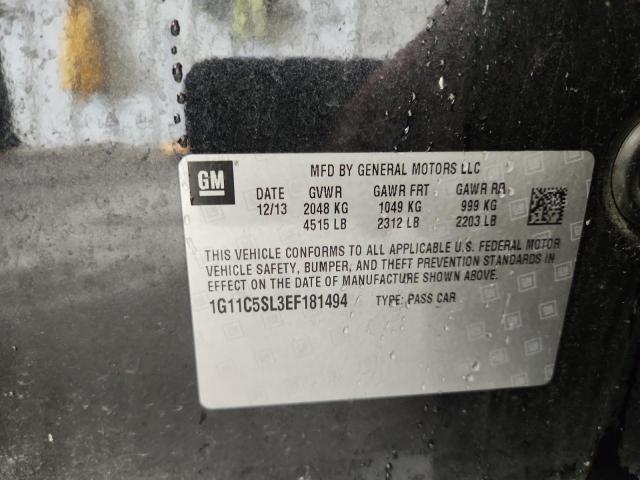 GM
MFD BY GENERAL MOTORS LLC
DATE GVWR GAWR FRT GAWR RR
12/13 2048 KG 1049 KG 999 KG
4515 LB 2312 LB 2203 LB
THIS VEHICLE CONFORMS TO ALL APPLICABLE U.S. FEDERAL MOTOR
VEHICLE SAFETY, BUMPER, AND THEFT PREVENTION STANDARDS IN
EFFECT ON THE DATE OF MANUFACTURE SHOWN ABOVE.
1G11C5SL3EF181494 TYPE: PASS CAR